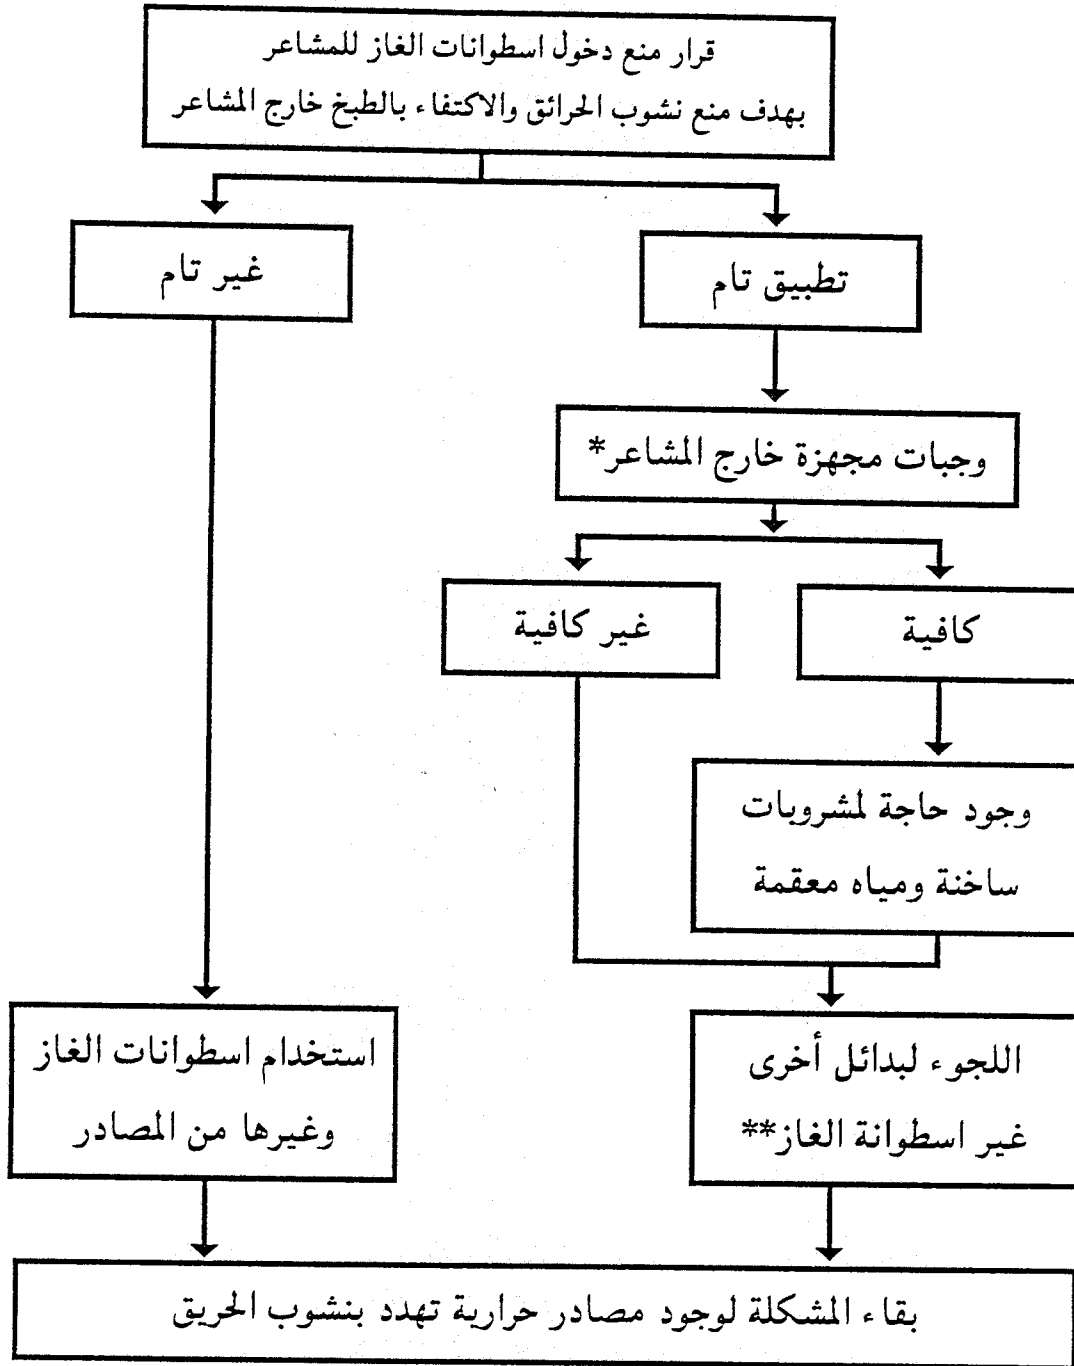 قرار منع دخول اسطوانات الغاز للمشاعر
بهدف منع نشوب الحرائق والاكتفاء بالطبخ خارج المشاعر
تطبيق تام
غير تام
وجبات مجهزة خارج المشاعر*
كافية
غير كافية
وجود حاجة لمشروبات
ساخنة ومياه معقمة
اللجوء لبدائل أخرى
غير اسطوانة الغاز**
استخدام اسطوانات الغاز
وغيرها من المصادر
بقاء المشكلة لوجود مصادر حرارية تهدد بنشوب الحريق